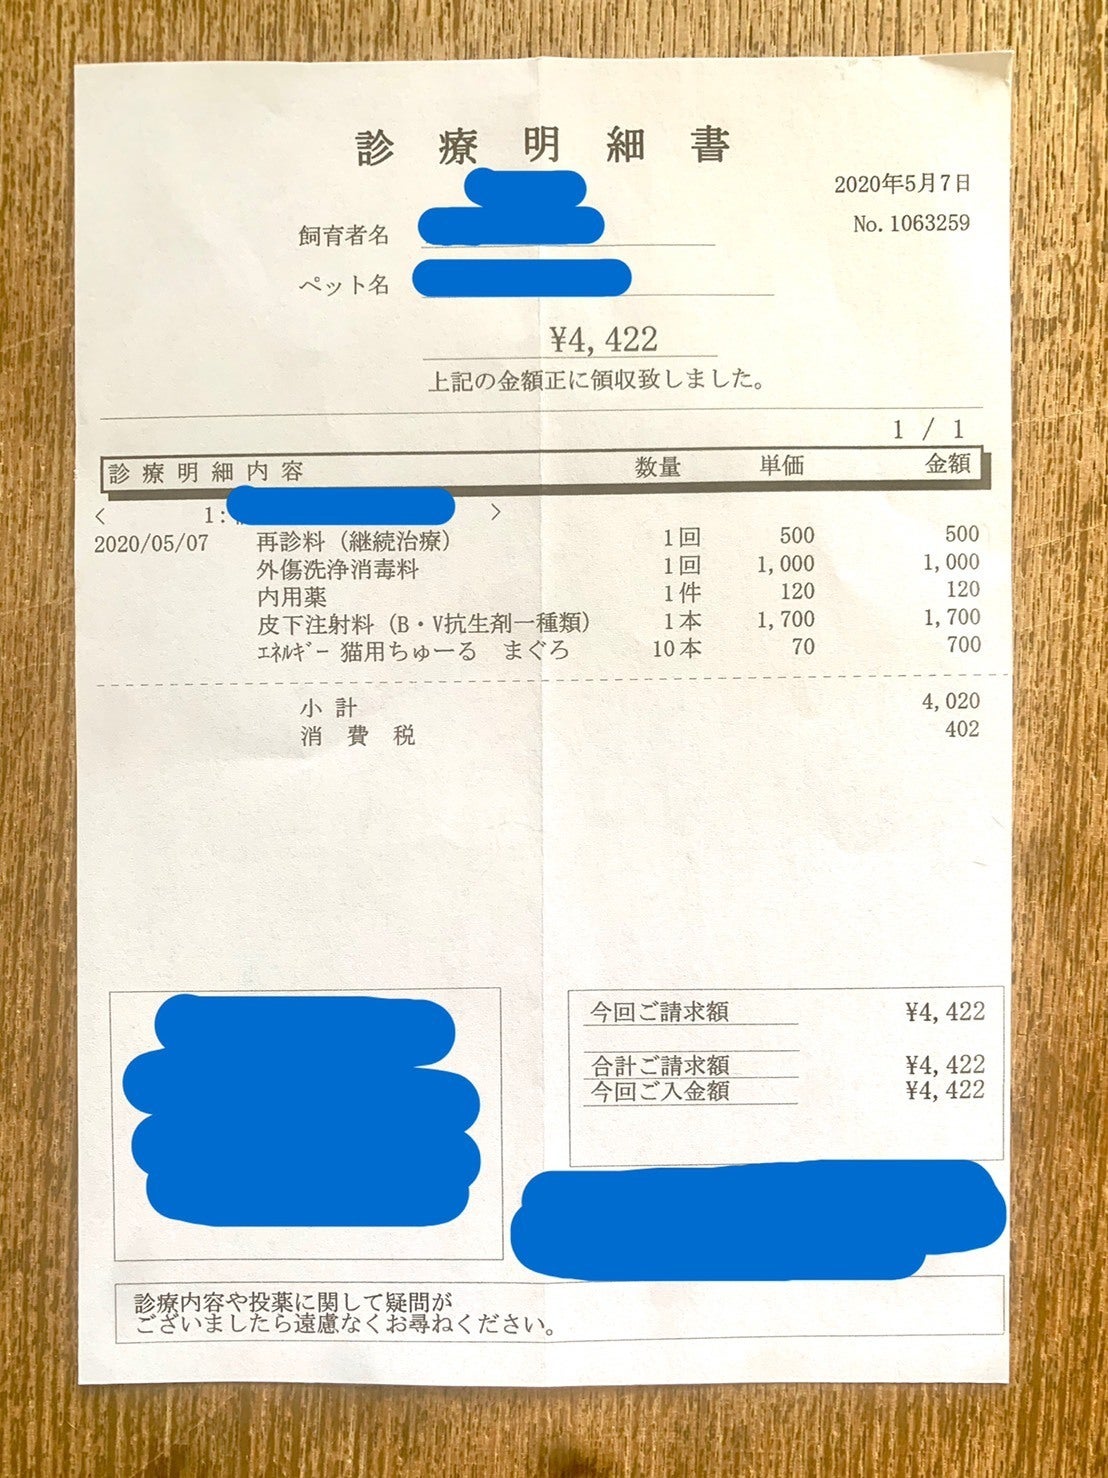 診療明細書
2020年5月7日
No.1063259
飼育者名
ペット名
¥4,422
上記の金額正に領収致しました。
1 / 1
診療明細内容 数量 単価 金額
< 1: >
2020/05/07 再診料（継続治療） 1回 500 500
外傷洗浄消毒料 1回 1,000 1,000
内用薬 1件 120 120
皮下注射料（B・V抗生剤一種類） 1本 1,700 1,700
ｴﾈﾙｷﾞｰ 猫用ちゅーる まぐろ 10本 70 700
小計 4,020
消費税 402
今回ご請求額 ¥4,422
合計ご請求額 ¥4,422
今回ご入金額 ¥4,422
診療内容や投薬に関して疑問が
ございましたら遠慮なくお尋ねください。